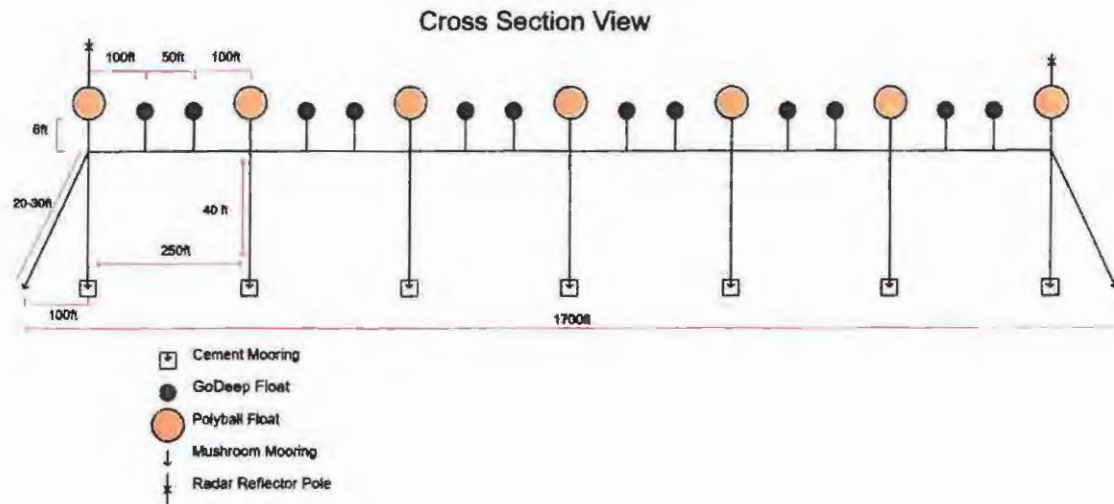 Cross Section View
100ft 50ft 100ft
6ft
20-30ft
40 ft
250ft
100ft
1700ft
Cement Mooring
GoDeep Float
Polyball Float
Mushroom Mooring
Radar Reflector Pole